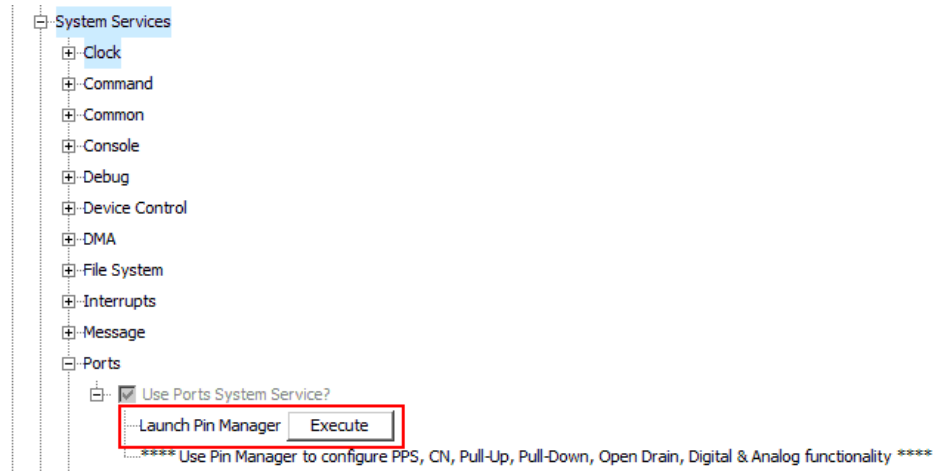 System Services
Clock
Command
Common
Console
Debug
Device Control
DMA
File System
Interrupts
Message
Ports
Use Ports System Service?
Launch Pin Manager Execute
**** Use Pin Manager to configure PPS, CN, Pull-Up, Pull-Down, Open Drain, Digital & Analog functionality ****